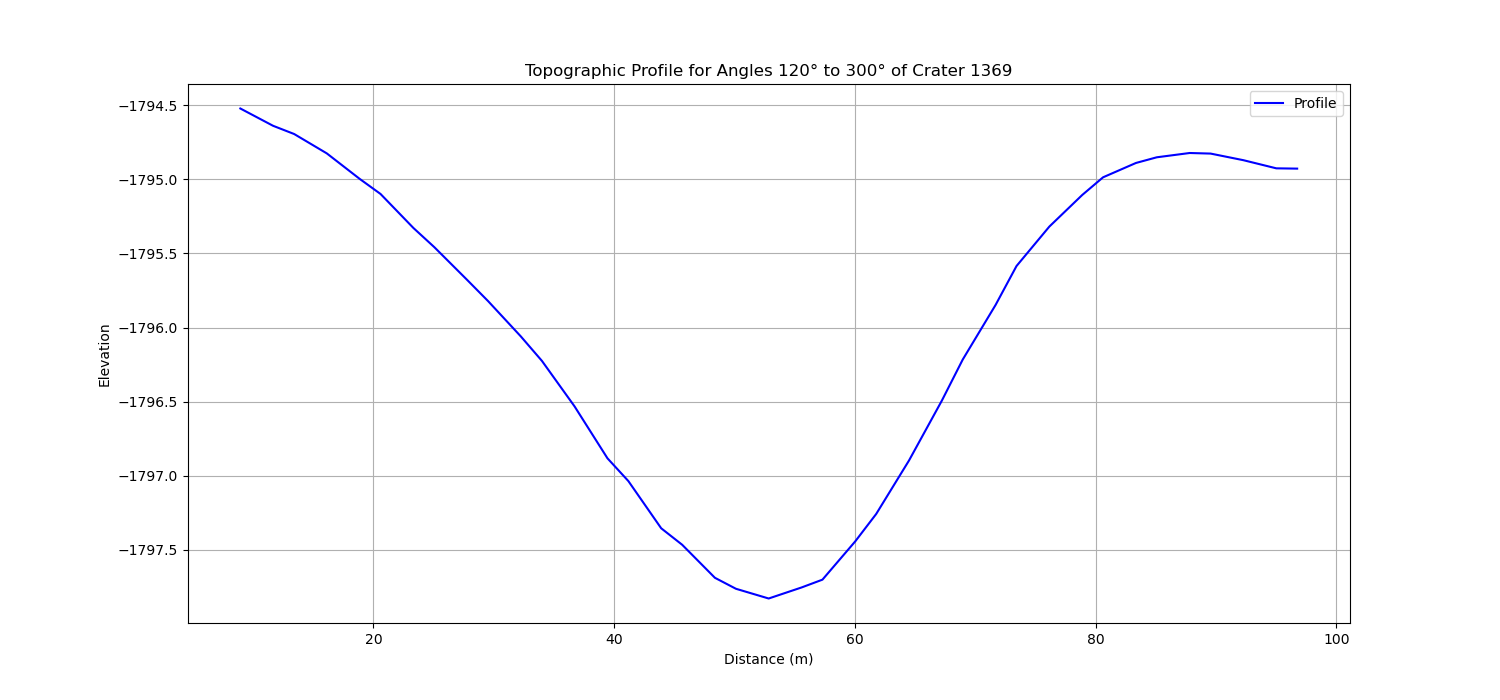 Topographic Profile for Angles 120° to 300° of Crater 1369
Profile
Elevation
−1794.5
−1795.0
−1795.5
−1796.0
−1796.5
−1797.0
−1797.5
20 40 60 80 100
Distance (m)